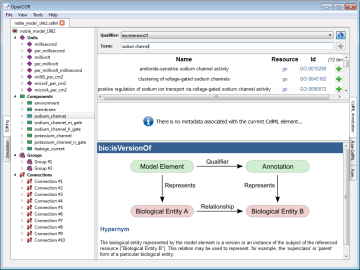 OpenCOR
File View Tools Help
noble_model_1962.cellml
noble_model_1962
Units
millisecond
per_millisecond
millivolt
per_millivolt_millisecond
milliS_per_cm2
microF_per_cm2
microA_per_cm2
Components
environment
membrane
sodium_channel
sodium_channel_m_gate
sodium_channel_h_gate
potassium_channel
potassium_channel_n_gate
leakage_current
Groups
Group #1
Group #2
Connections
Connection #1
Connection #2
Connection #3
Connection #4
Connection #5
Connection #6
Connection #7
Connection #8
Connection #9
Connection #10
Editing
Qualifier: bio:isVersionOf
Term: sodium channel
Name Resource Id
amiloride-sensitive sodium channel activity go
clustering of voltage-gated sodium channels go GO:0045162
positive regulation of sodium ion transport via voltage-gated sodium channel activity go
There is no metadata associated with the current CellML element...
bio:isVersionOf
Model Element Qualifier Annotation
Represents Represents
Biological Entity A Relationship Biological Entity B
Hypernym
The biological entity represented by the model element is a version or an instance of the subject of the referenced
resource ("Biological Entity B"). This relation may be used to represent, for example, the 'superclass' or 'parent'
form of a particular biological entity.
CellML Annotation
Raw CellML
Raw